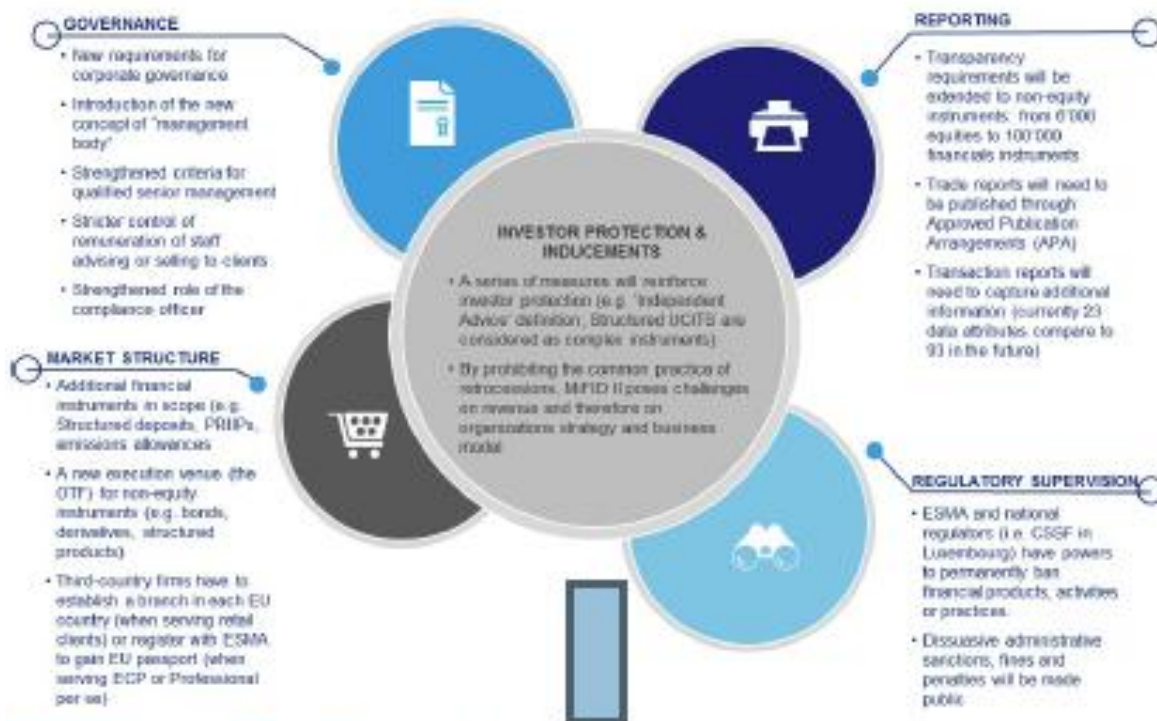 GOVERNANCE
• New requirements for
corporate governance
• Introduction of the new
concept of "management
body"
• Strengthened criteria for
qualified senior management
• Stricter control of
remuneration of staff
advising or selling to clients
• Strengthened role of the
compliance officer
MARKET STRUCTURE
• Additional financial
instruments in scope (e.g.
Structured deposits, PRIIPs,
emissions allowances
• A new execution venue (the
OTF) for non-equity
instruments (e.g. bonds,
derivatives, structured
products)
• Third-country firms have to
establish a branch in each EU
country (when serving retail
clients) or register with ESMA
to gain EU passport (when
serving ECP or Professional
per se)
INVESTOR PROTECTION &
INDUCEMENTS
• A series of measures will reinforce
investor protection (e.g. 'Independent
Advice' definition, Structured UCITS are
considered as complex instruments)
• By prohibiting the common practice of
retrocessions, MiFID II poses challenges
on revenue and therefore on
organizations strategy and business
model
REPORTING
• Transparency
requirements will be
extended to non-equity
instruments: from 6'000
equities to 100'000
financials instruments
• Trade reports will need to
be published through
Approved Publication
Arrangements (APA)
• Transaction reports will
need to capture additional
information (currently 23
data attributes compare to
93 in the future)
REGULATORY SUPERVISION
• ESMA and national
regulators (i.e. CSSF in
Luxembourg) have powers
to permanently ban
financial products, activities
or practices.
• Dissuasive administrative
sanctions, fines and
penalties will be made
public